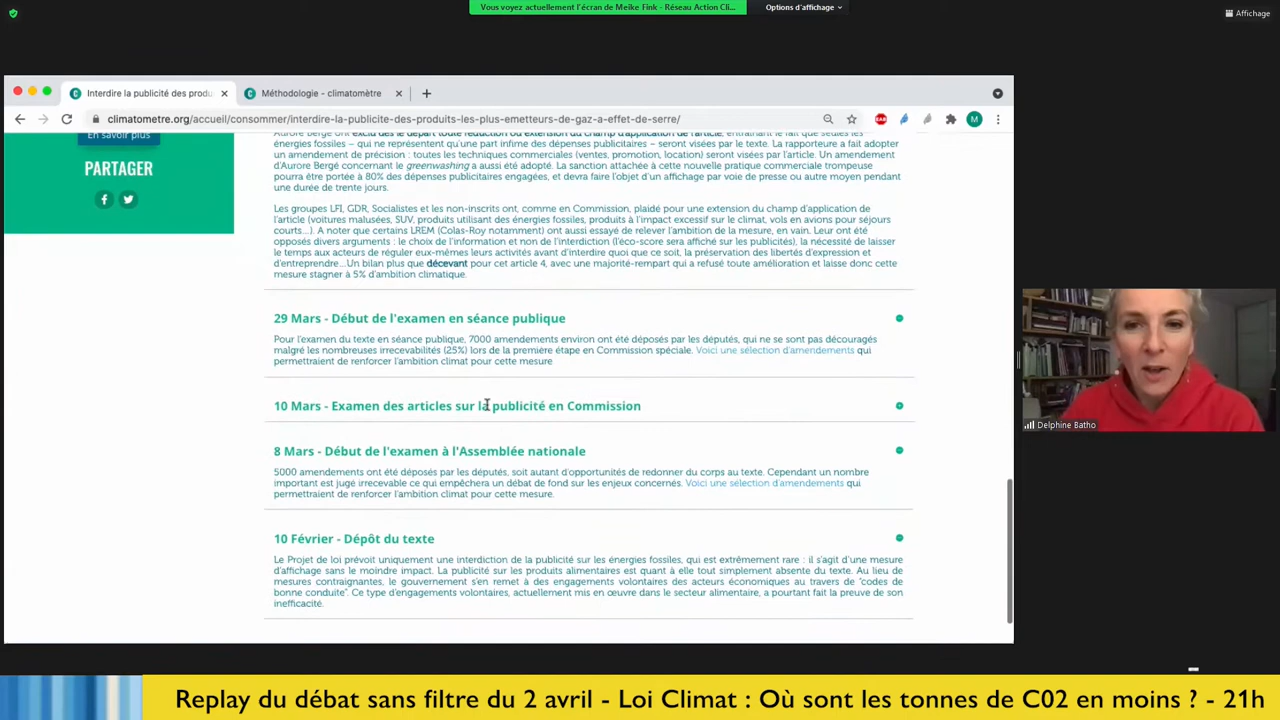 Vous voyez actuellement l'écran de Meike Fink - Réseau Action Cli...
Options d'affichage
Affichage
Interdire la publicité des produ
Méthodologie - climatomètre
climatometre.org/accueil/consommer/interdire-la-publicite-des-produits-les-plus-emetteurs-de-gaz-a-effet-de-serre/
M
En savoir plus
PARTAGER
Aurore Bergé ont exclu dès le départ toute réduction ou extension du champ d'application de l'article, entraînant le fait que seules les
énergies fossiles – qui ne représentent qu'une part infime des dépenses publicitaires – seront visées par le texte. La rapporteure a fait adopter
un amendement de précision : toutes les techniques commerciales (ventes, promotion, location) seront visées par l'article. Un amendement
d'Aurore Bergé concernant le greenwashing a aussi été adopté. La sanction attachée à cette nouvelle pratique commerciale trompeuse
pourra être portée à 80% des dépenses publicitaires engagées, et devra faire l'objet d'un affichage par voie de presse ou autre moyen pendant
une durée de trente jours.
Les groupes LFI, GDR, Socialistes et les non-inscrits ont, comme en Commission, plaidé pour une extension du champ d'application de
l'article (voitures malusées, SUV, produits utilisant des énergies fossiles, produits à l'impact excessif sur le climat, vols en avions pour séjours
courts...). A noter que certains LREM (Colas-Roy notamment) ont aussi essayé de relever l'ambition de la mesure, en vain. Leur ont été
opposés divers arguments : le choix de l'information et non de l'interdiction (l'éco-score sera affiché sur les publicités), la nécessité de laisser
le temps aux acteurs de réguler eux-mêmes leurs activités avant d'interdire quoi que ce soit, la préservation des libertés d'expression et
d'entreprendre...Un bilan plus que décevant pour cet article 4, avec une majorité-rempart qui a refusé toute amélioration et laisse donc cette
mesure stagner à 5% d'ambition climatique.
29 Mars - Début de l'examen en séance publique
Pour l'examen du texte en séance publique, 7000 amendements environ ont été déposés par les députés, qui ne se sont pas découragés
malgré les nombreuses irrecevabilités (25%) lors de la première étape en Commission spéciale. Voici une sélection d'amendements qui
permettraient de renforcer l'ambition climat pour cette mesure
10 Mars - Examen des articles sur la publicité en Commission
8 Mars - Début de l'examen à l'Assemblée nationale
5000 amendements ont été déposés par les députés, soit autant d'opportunités de redonner du corps au texte. Cependant un nombre
important est jugé irrecevable ce qui empêchera un débat de fond sur les enjeux concernés. Voici une sélection d'amendements qui
permettraient de renforcer l'ambition climat pour cette mesure.
10 Février - Dépôt du texte
Le Projet de loi prévoit uniquement une interdiction de la publicité sur les énergies fossiles, qui est extrêmement rare : il s'agit d'une mesure
d'affichage sans le moindre impact. La publicité sur les produits alimentaires est quant à elle tout simplement absente du texte. Au lieu de
mesures contraignantes, le gouvernement s'en remet à des engagements volontaires des acteurs économiques au travers de "codes de
bonne conduite". Ce type d'engagements volontaires, actuellement mis en œuvre dans le secteur alimentaire, a pourtant fait la preuve de son
inefficacité.
Delphine Batho
Replay du débat sans filtre du 2 avril - Loi Climat : Où sont les tonnes de C02 en moins ? - 21h